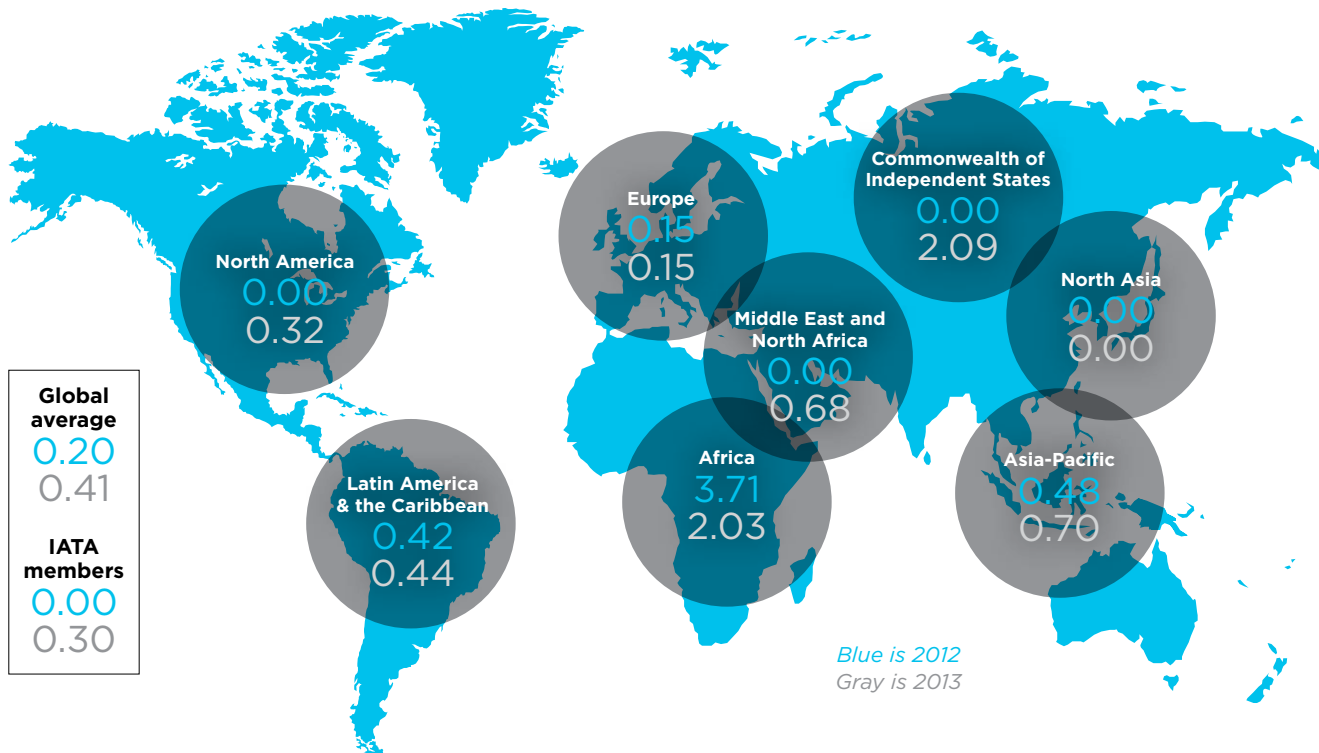 Commonwealth of
Independent States
0.00
2.09
Europe
0.15
0.15
North America
0.00
0.32
North Asia
0.00
0.00
Middle East and
North Africa
0.00
0.68
Global
average
0.20
0.41
IATA
members
0.00
0.30
Latin America
& the Caribbean
0.42
0.44
Africa
3.71
2.03
Asia-Pacific
0.48
0.70
Blue is 2012
Gray is 2013